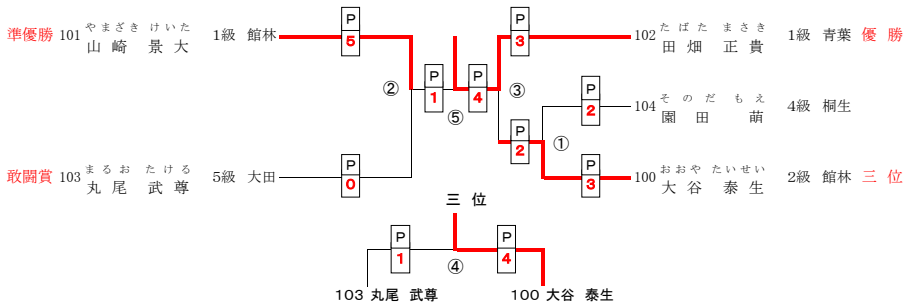 やまざき けいた
準優勝 101 山崎 景大 1級 館林
P
5
②
P
1
⑤
P
4
③
P
3
たばた まさき
102 田畑 正貴 1級 青葉 優勝
P
2
そのだ もえ
104 園田 萌 4級 桐生
P
2
①
まるお たける
敢闘賞 103 丸尾 武尊 5級 大田
P
0
P
3
おおや たいせい
100 大谷 泰生 2級 館林 三位
三 位
P
1
④
P
4
103 丸尾 武尊
100 大谷 泰生